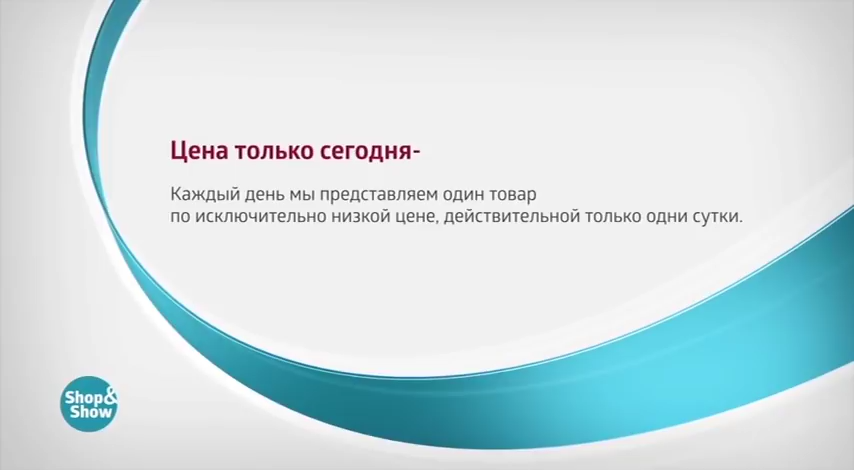 Цена только сегодня-
Каждый день мы представляем один товар
по исключительно низкой цене, действительной только одни сутки.
Shop&
Show